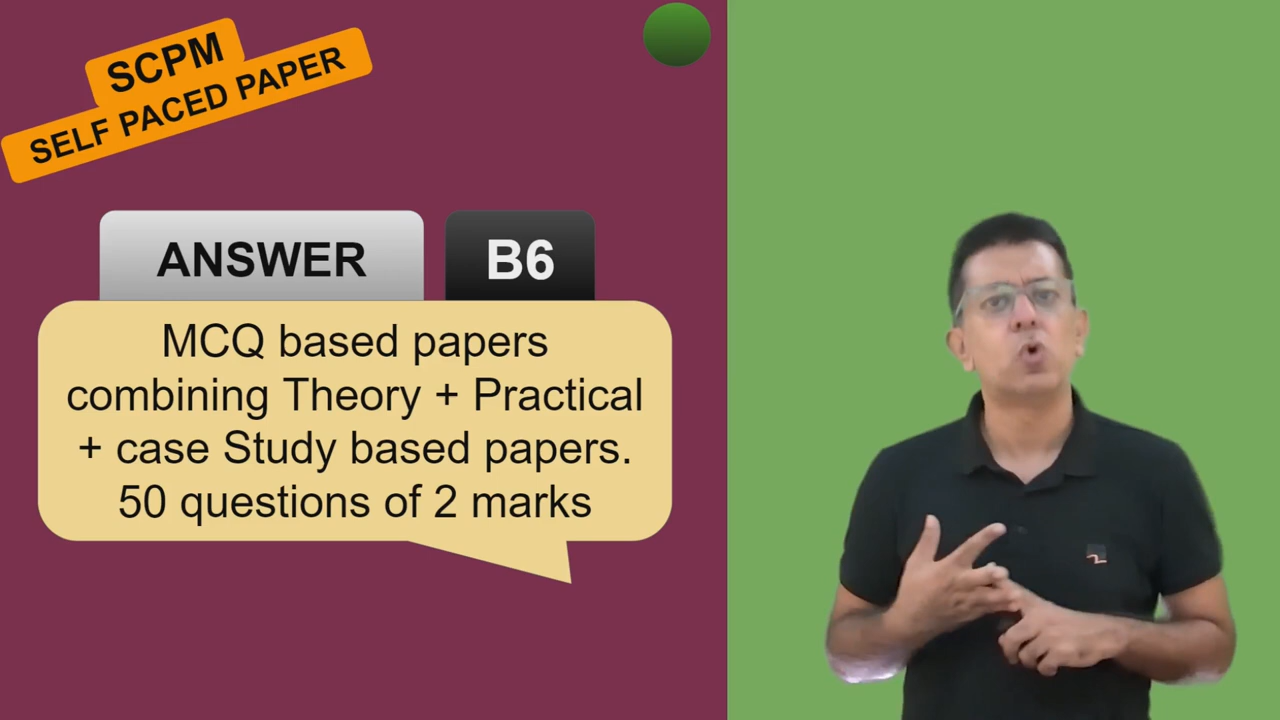 SCPM
SELF PACED PAPER
ANSWER B6
MCQ based papers
combining Theory + Practical
+ case Study based papers.
50 questions of 2 marks